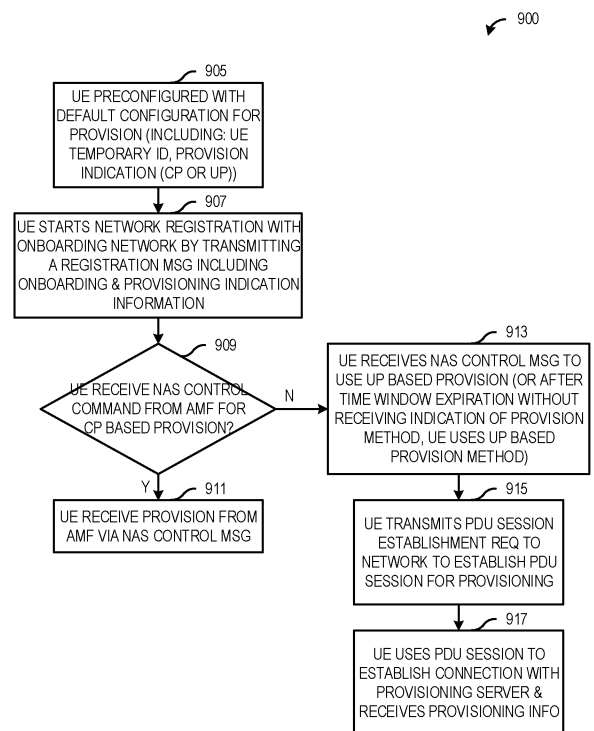 900
905
UE PRECONFIGURED WITH
DEFAULT CONFIGURATION FOR
PROVISION (INCLUDING: UE
TEMPORARY ID, PROVISION
INDICATION (CP OR UP))
907
UE STARTS NETWORK REGISTRATION WITH
ONBOARDING NETWORK BY TRANSMITTING
A REGISTRATION MSG INCLUDING
ONBOARDING & PROVISIONING INDICATION
INFORMATION
909
UE RECEIVE NAS CONTROL
COMMAND FROM AMF FOR
CP BASED PROVISION?
N
Y
911
UE RECEIVE PROVISION FROM
AMF VIA NAS CONTROL MSG
913
UE RECEIVES NAS CONTROL MSG TO
USE UP BASED PROVISION (OR AFTER
TIME WINDOW EXPIRATION WITHOUT
RECEIVING INDICATION OF PROVISION
METHOD, UE USES UP BASED
PROVISION METHOD)
915
UE TRANSMITS PDU SESSION
ESTABLISHMENT REQ TO
NETWORK TO ESTABLISH PDU
SESSION FOR PROVISIONING
917
UE USES PDU SESSION TO
ESTABLISH CONNECTION WITH
PROVISIONING SERVER &
RECEIVES PROVISIONING INFO